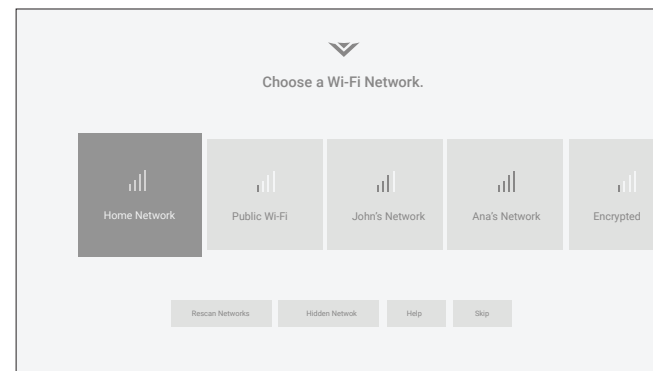 Choose a Wi-Fi Network.
Home Network Public Wi-Fi John's Network Ana's Network Encrypted
Rescan Networks Hidden Netwok Help Skip